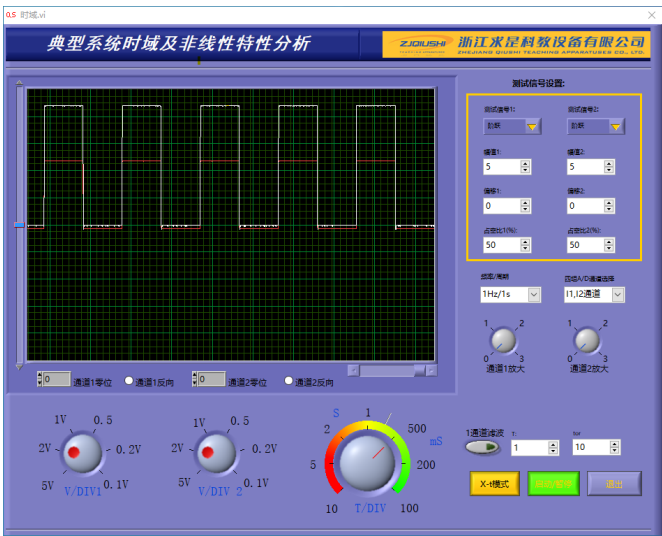 时域.vi
典型系统时域及非线性特性分析
ZJQIUSHI 浙江求是科教设备有限公司
ZHEJIANG QIUSHI TEACHING APPARATUSES CO., LTD.
测试信号设置:
测试信号1: 测试信号2:
阶跃 阶跃
幅值1: 幅值2:
5 5
偏移1: 偏移2:
0 0
占空比1(%): 占空比2(%):
50 50
频率/周期
1Hz/1s I1,I2通道
1 2 1 2
0 3 0 3
通道1放大 通道2放大
0 通道1零位 通道1反向 0 通道2零位 通道2反向
1V 0.5 1V 0.5 S 1
2V 0.2V 2V 0.2V 2 500 mS
5V 0.1V 5V 0.1V 5 200
V/DIV1 V/DIV 2 10 T/DIV 100
1通道滤波 T:
1 10
X-t模式 退出